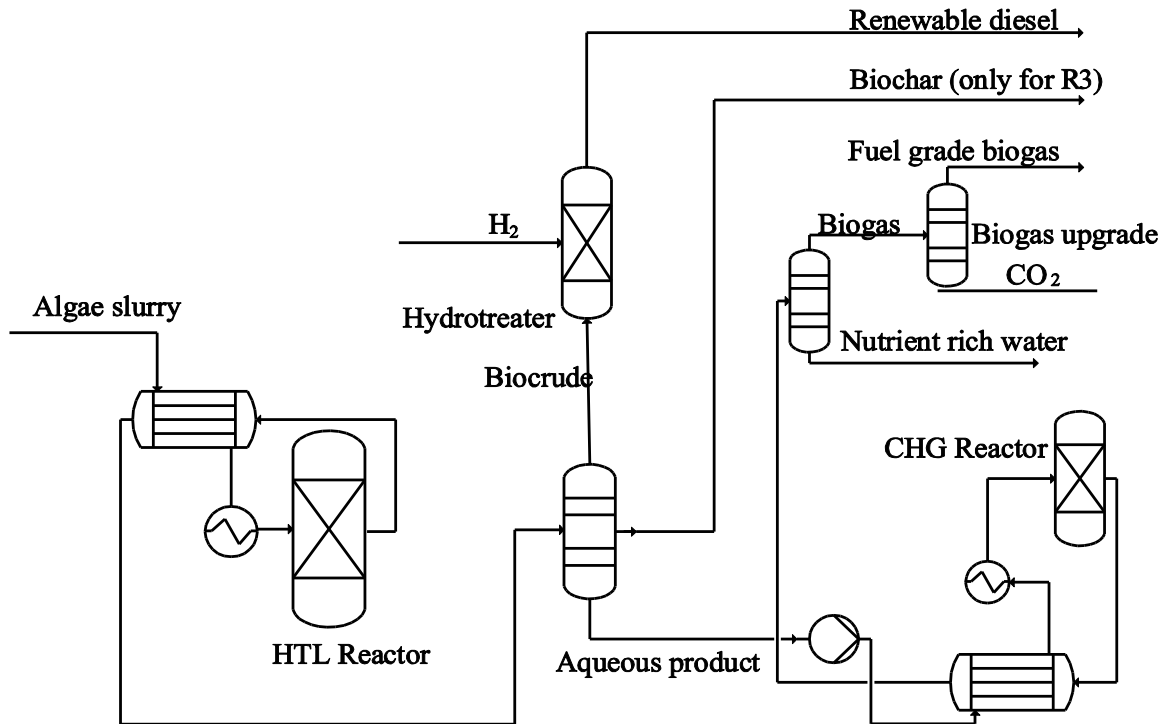 Renewable diesel
Biochar (only for R3)
Fuel grade biogas
H₂
Biogas
Biogas upgrade
CO₂
Algae slurry
Hydrotreater
Nutrient rich water
Biocrude
CHG Reactor
HTL Reactor
Aqueous product